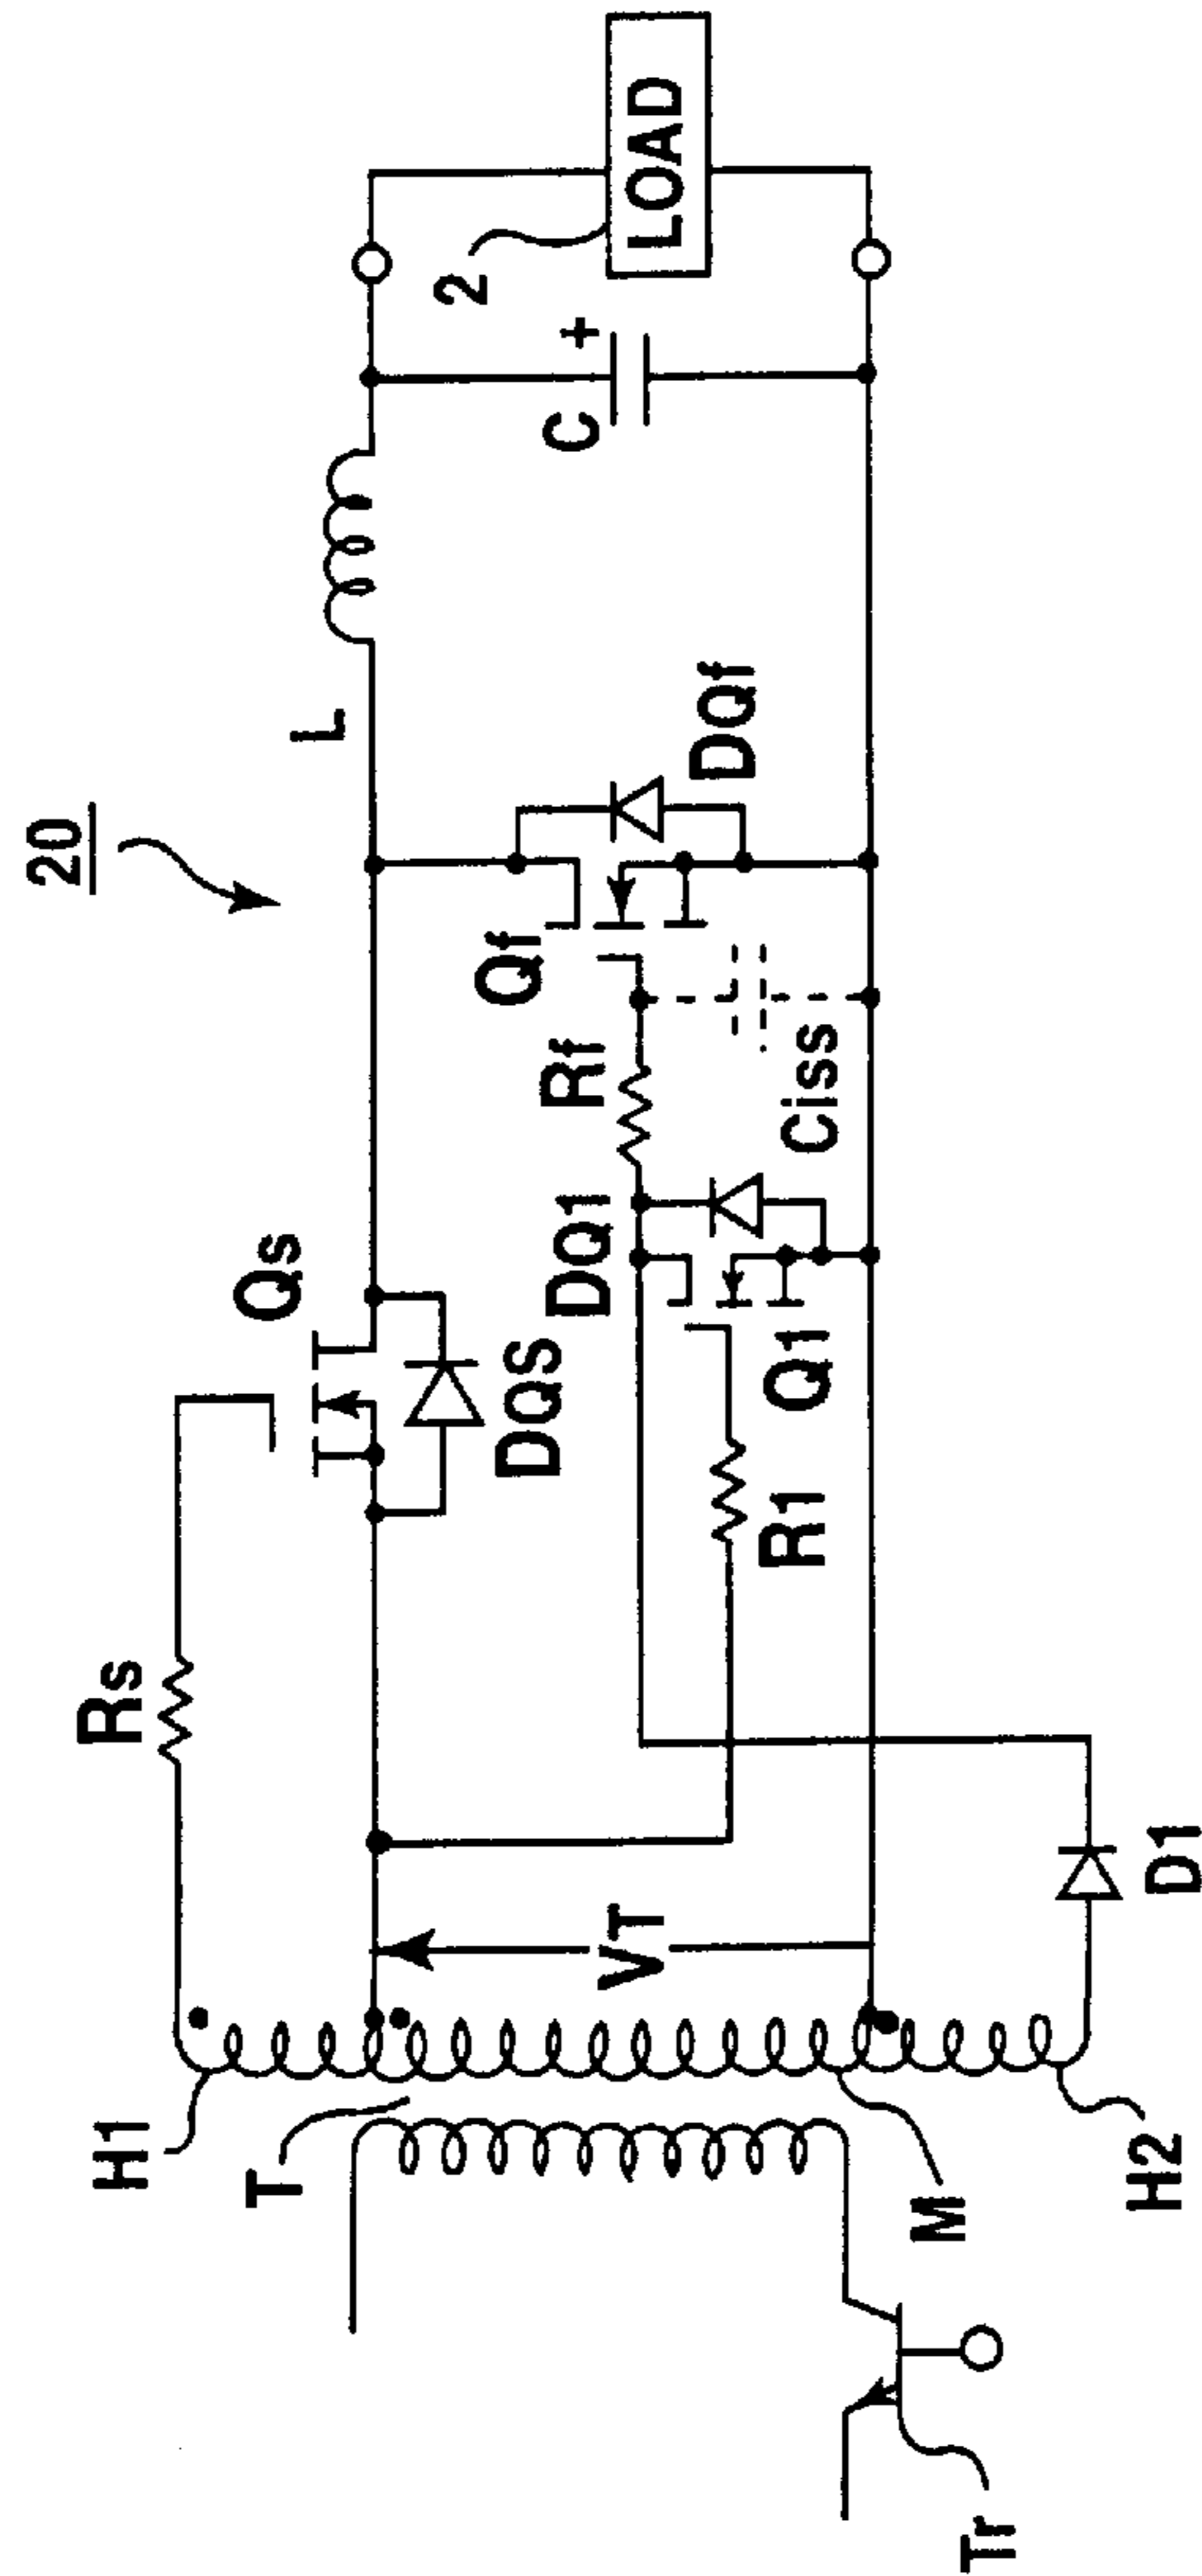 20
Rs
Qs
L
H1
T
VT
DQS
Qf
DQf
Rf
DQ1
C
+
2
LOAD
R1
Q1
Ciss
M
H2
D1
Tr